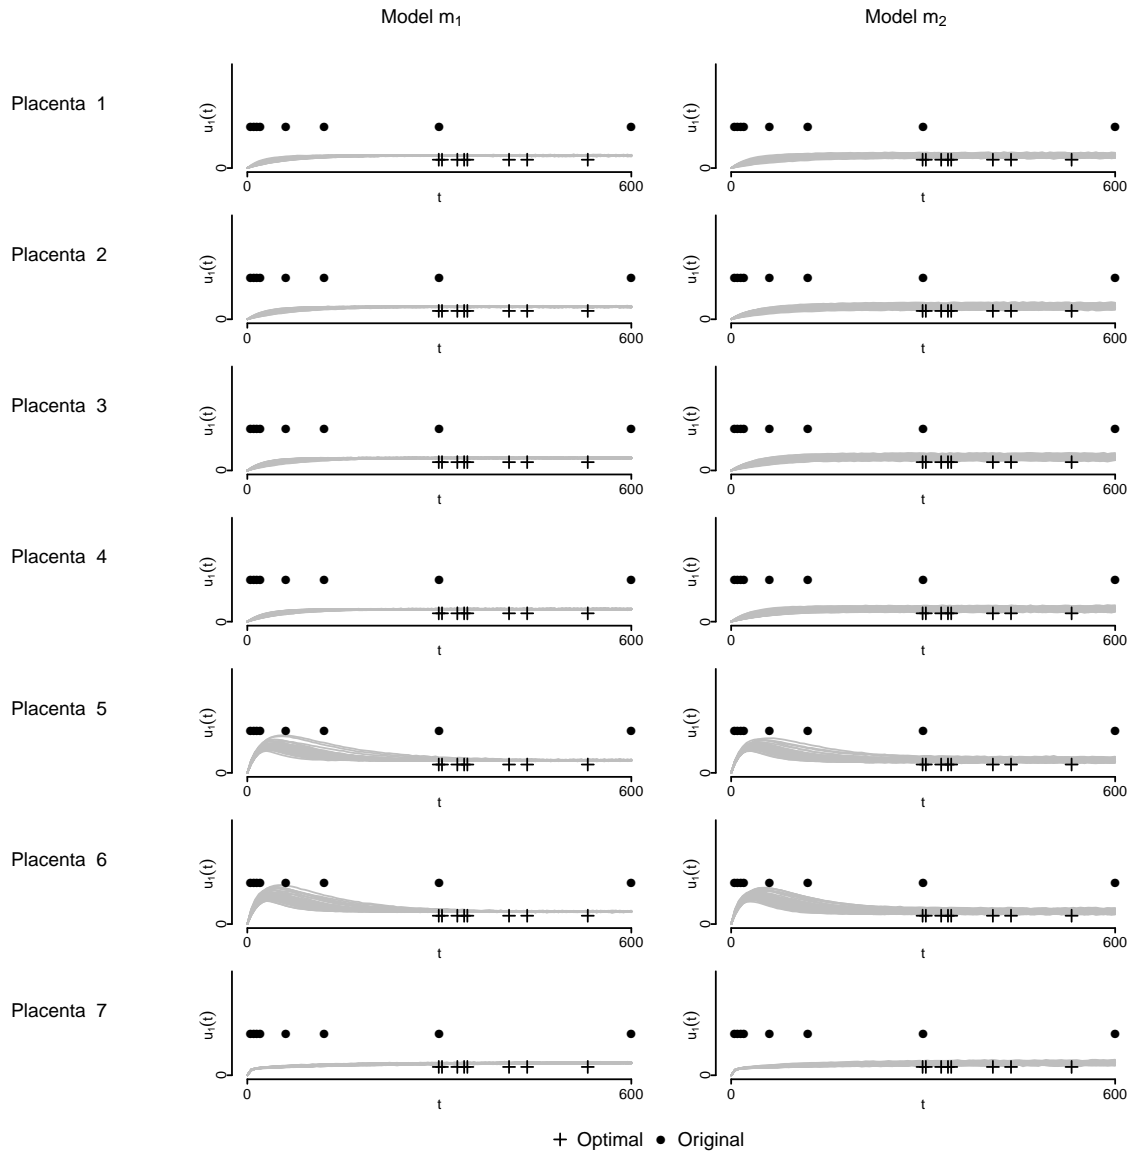 Model m₁ Model m₂
Placenta 1
u₁(t) 0 0 600 t
u₁(t) 0 0 600 t
Placenta 2
u₁(t) 0 0 600 t
u₁(t) 0 0 600 t
Placenta 3
u₁(t) 0 0 600 t
u₁(t) 0 0 600 t
Placenta 4
u₁(t) 0 0 600 t
u₁(t) 0 0 600 t
Placenta 5
u₁(t) 0 0 600 t
u₁(t) 0 0 600 t
Placenta 6
u₁(t) 0 0 600 t
u₁(t) 0 0 600 t
Placenta 7
u₁(t) 0 0 600 t
u₁(t) 0 0 600 t
+ Optimal ● Original